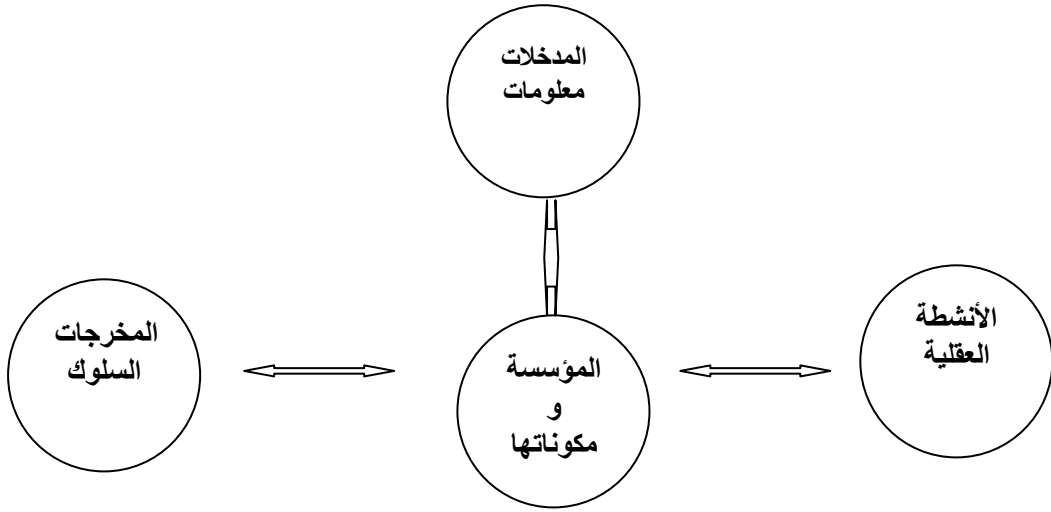 المدخلات
معلومات
الأنشطة
العقلية
المؤسسة
و
مكوناتها
المخرجات
السلوك